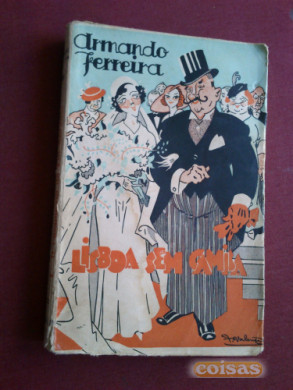 Armando
Ferreira
LISBOA SEM CAMISA
coisas